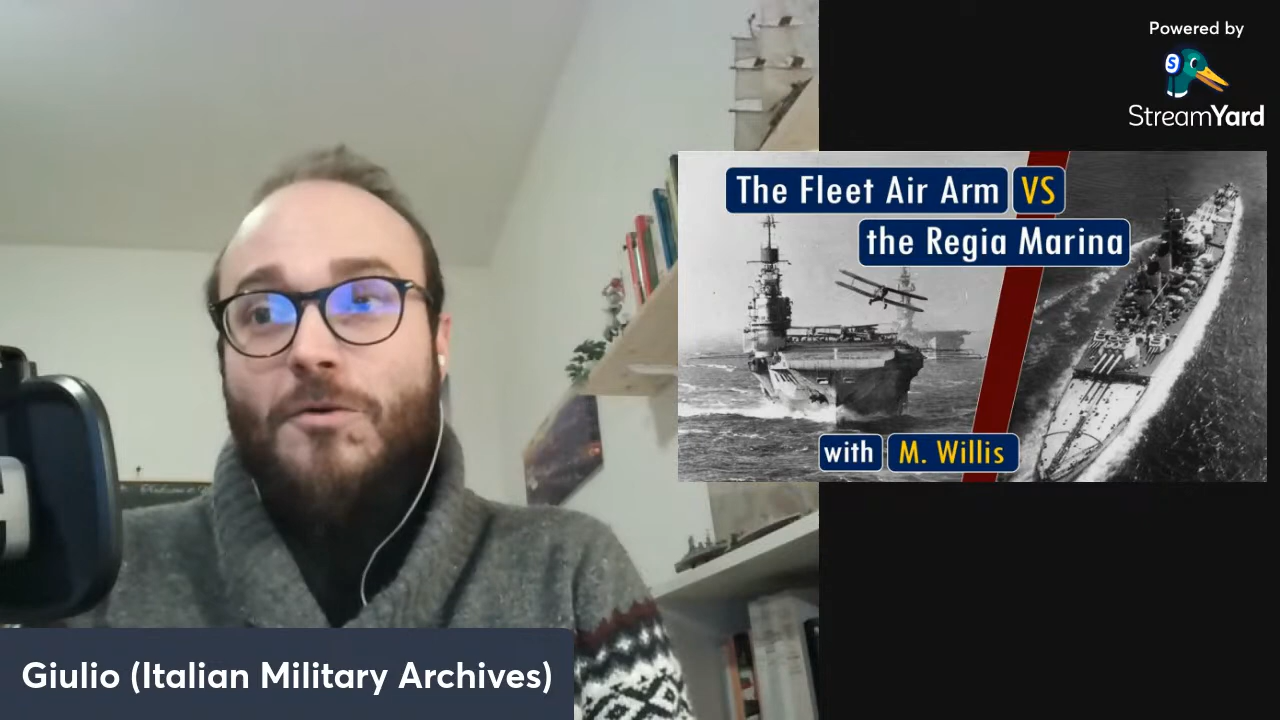 Powered by
S
StreamYard
The Fleet Air Arm VS
the Regia Marina
with M. Willis
Giulio (Italian Military Archives)